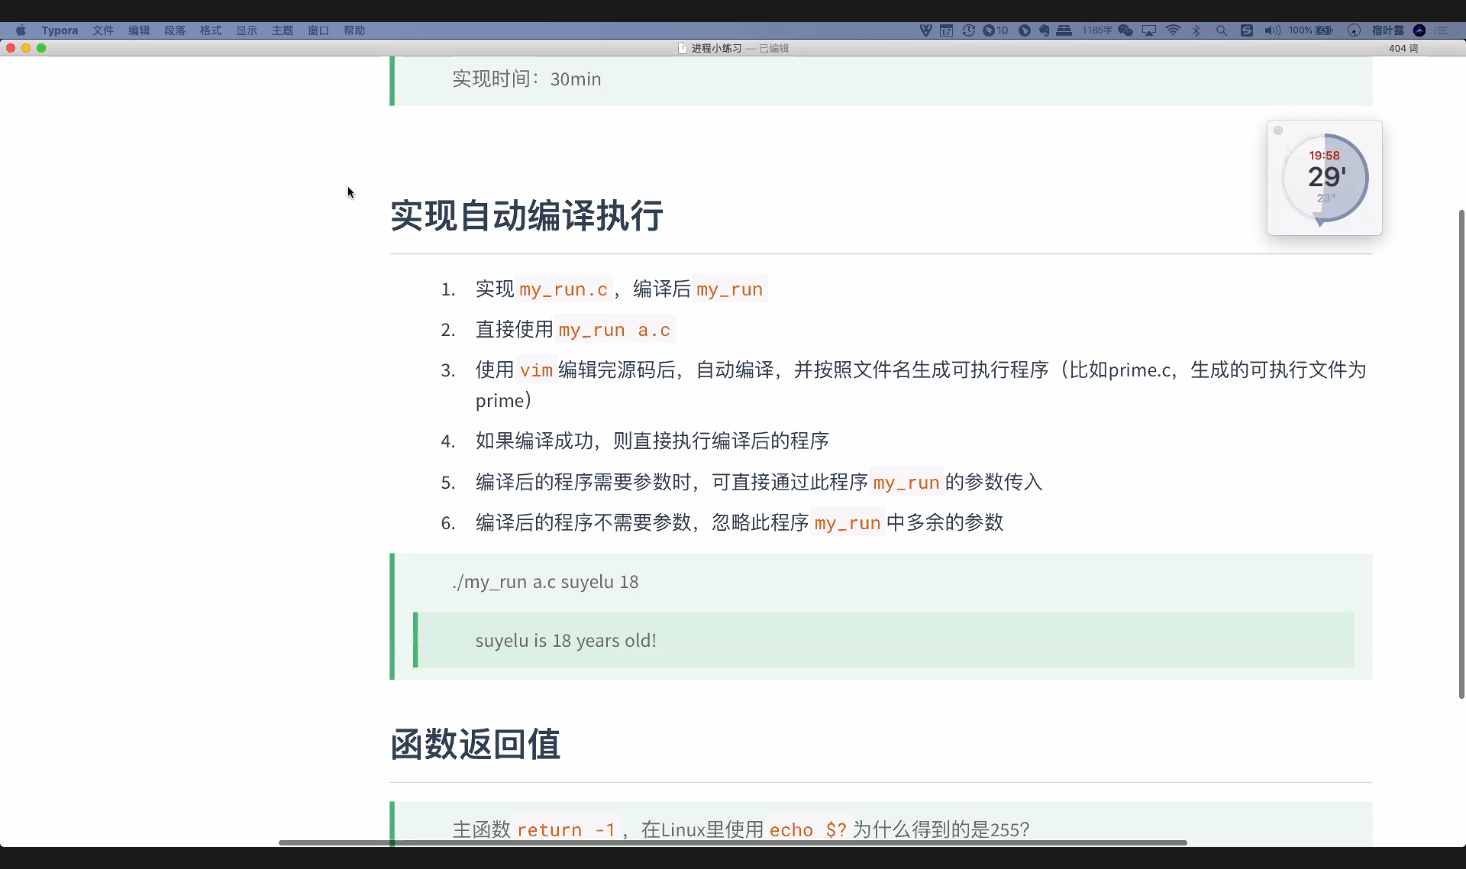 Typora 文件 编辑 段落 格式 显示 主题 窗口 帮助 17 10 1185字 100% 宿叶露
进程小练习 — 已编辑 404 词
实现时间：30min
19:58
29'
23"
实现自动编译执行
1. 实现 my_run.c ，编译后 my_run
2. 直接使用 my_run a.c
3. 使用 vim 编辑完源码后，自动编译，并按照文件名生成可执行程序（比如prime.c，生成的可执行文件为
prime）
4. 如果编译成功，则直接执行编译后的程序
5. 编译后的程序需要参数时，可直接通过此程序 my_run 的参数传入
6. 编译后的程序不需要参数，忽略此程序 my_run 中多余的参数
./my_run a.c suyelu 18
suyelu is 18 years old!
函数返回值
主函数 return -1 ，在Linux里使用 echo $? 为什么得到的是255？